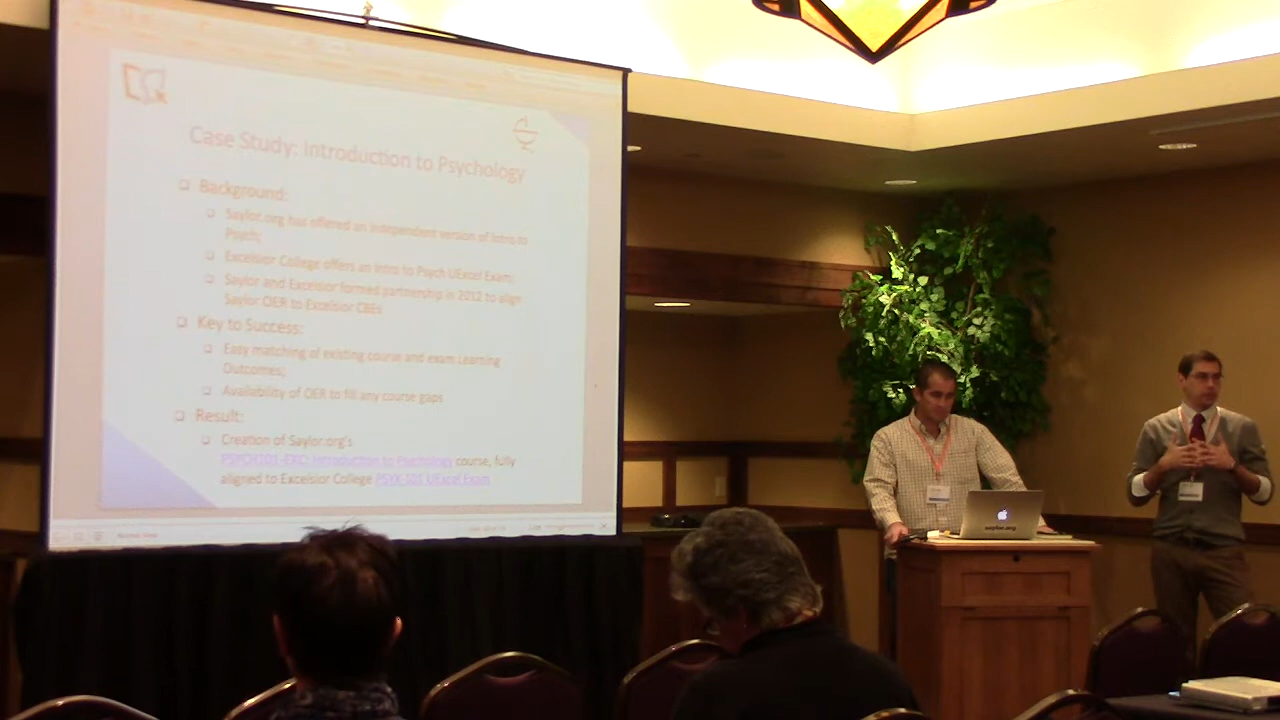 Case Study: Introduction to Psychology
Background:
Saylor.org has offered an independent version of Intro to
Psych;
Excelsior College offers an Intro to Psych UExcel Exam;
Saylor and Excelsior formed partnership in 2012 to align
Saylor OER to Excelsior CBEs
Key to Success:
Easy matching of existing course and exam Learning
Outcomes;
Availability of OER to fill any course gaps
Result:
Creation of Saylor.org's
PSYCH101-EXC: Introduction to Psychology course, fully
aligned to Excelsior College PSYX-101 UExcel Exam
saylor.org